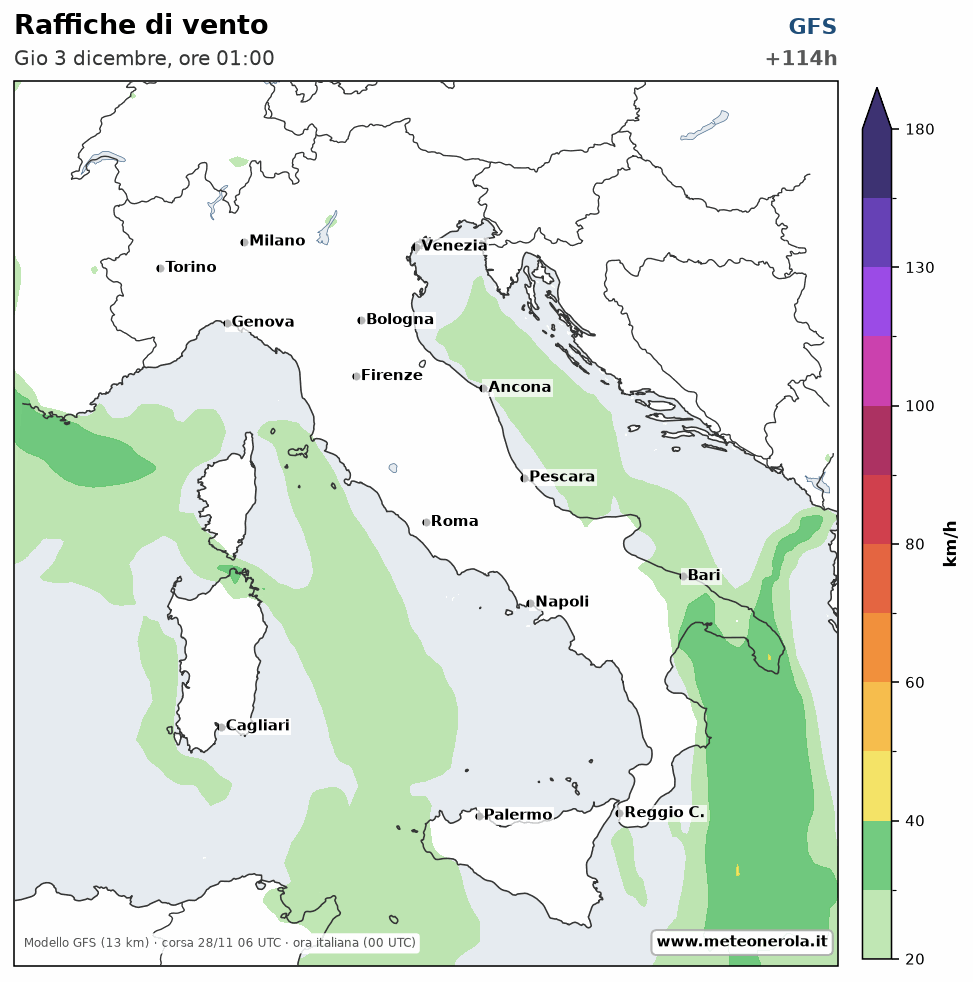 Raffiche di vento
GFS
Gio 3 dicembre, ore 01:00
+114h
180
130
100
80
60
40
20
km/h
Milano
Venezia
Torino
Genova
Bologna
Firenze
Ancona
Pescara
Roma
Bari
Napoli
Cagliari
Palermo
Reggio C.
Modello GFS (13 km) · corsa 28/11 06 UTC · ora italiana (00 UTC)
www.meteonerola.it